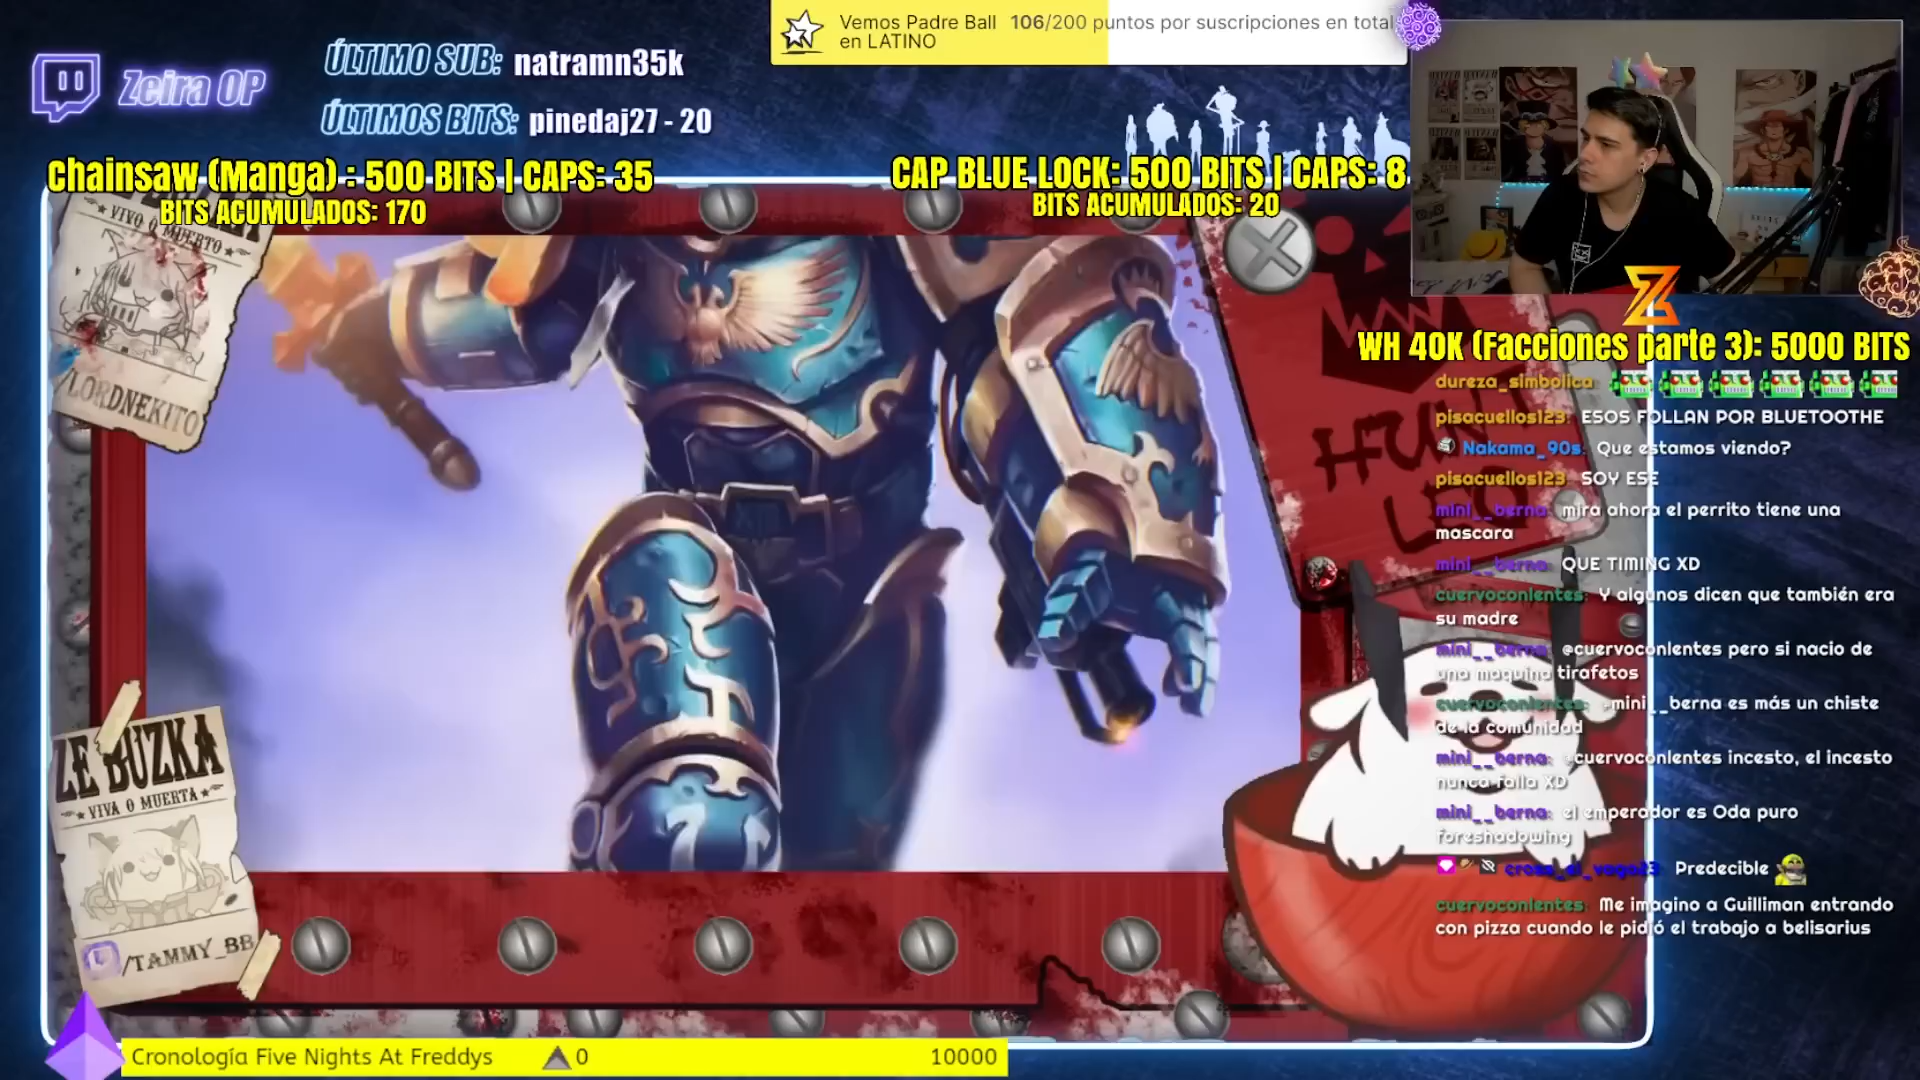 Zeira OP
ÚLTIMO SUB: natramn35k
ÚLTIMOS BITS: pinedaj27 - 20
Vemos Padre Ball 106/200 puntos por suscripciones en total
en LATINO
Chainsaw (Manga) : 500 BITS | CAPS: 35
BITS ACUMULADOS: 170
CAP BLUE LOCK: 500 BITS | CAPS: 8
BITS ACUMULADOS: 20
VIVO O MUERTO
/LORDNEKITO
WH 40K (Facciones parte 3): 5000 BITS
dureza_simbolica
pisacuellos123: ESOS FOLLAN POR BLUETOOTHE
Nakama_90s: Que estamos viendo?
pisacuellos123: SOY ESE
mini__berna: mira ahora el perrito tiene una
mascara
mini__berna: QUE TIMING XD
cuervoconlentes: Y algunos dicen que también era
su madre
mini__berna: @cuervoconlentes pero si nacio de
una maquina tirafetos
cuervoconlentes: @mini__berna es más un chiste
de la comunidad
mini__berna: @cuervoconlentes incesto, el incesto
nunca falla XD
mini__berna: el emperador es Oda puro
foreshadowing
Predecible
cuervoconlentes: Me imagino a Guilliman entrando
con pizza cuando le pidió el trabajo a belisarius
ZE BUZKA
VIVA O MUERTA
/TAMMY_BB
Cronología Five Nights At Freddys 0 10000